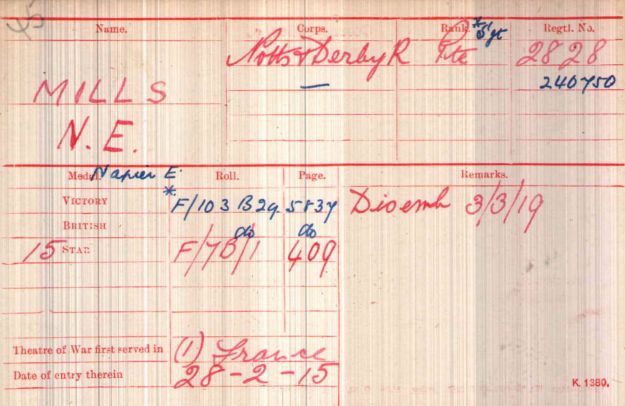 Name. Corps. Rank. Regtl. No.
Notts & Derby R Pte * Sjt 2828
MILLS — 240750
N. E.
Napier E.
Medal. Roll. Page. Remarks.
VICTORY * F/103 B29. 5837 Disemb 3/3/19
BRITISH do do
15 STAR F/7B/1 409
Theatre of War first served in (1) France
Date of entry therein 28-2-15
K. 1380.